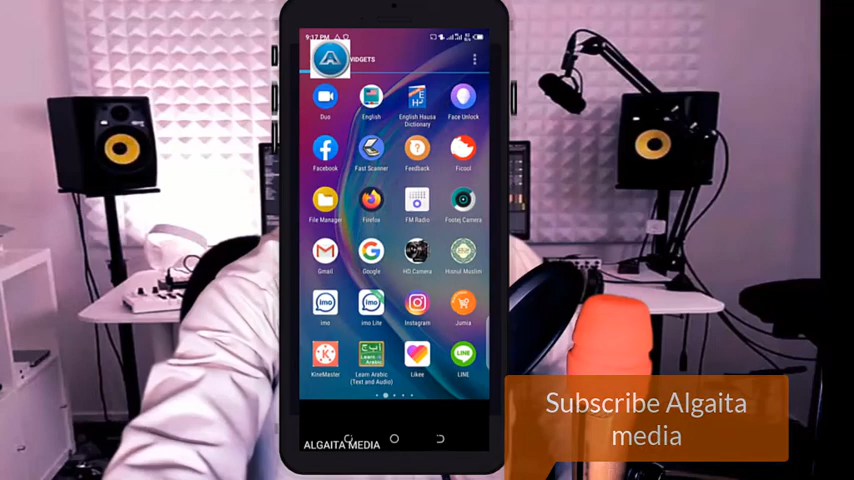 9:17 PM
WIDGETS
Duo
English
English Hausa
Dictionary
Face Unlock
Facebook
Fast Scanner
Feedback
Ficool
File Manager
Firefox
FM Radio
Footej Camera
Gmail
Google
HD Camera
Hisnul Muslim
imo
imo Lite
Instagram
Jumia
KineMaster
Learn Arabic
(Text and Audio)
Likee
LINE
ALGAITA MEDIA
Subscribe Algaita
media